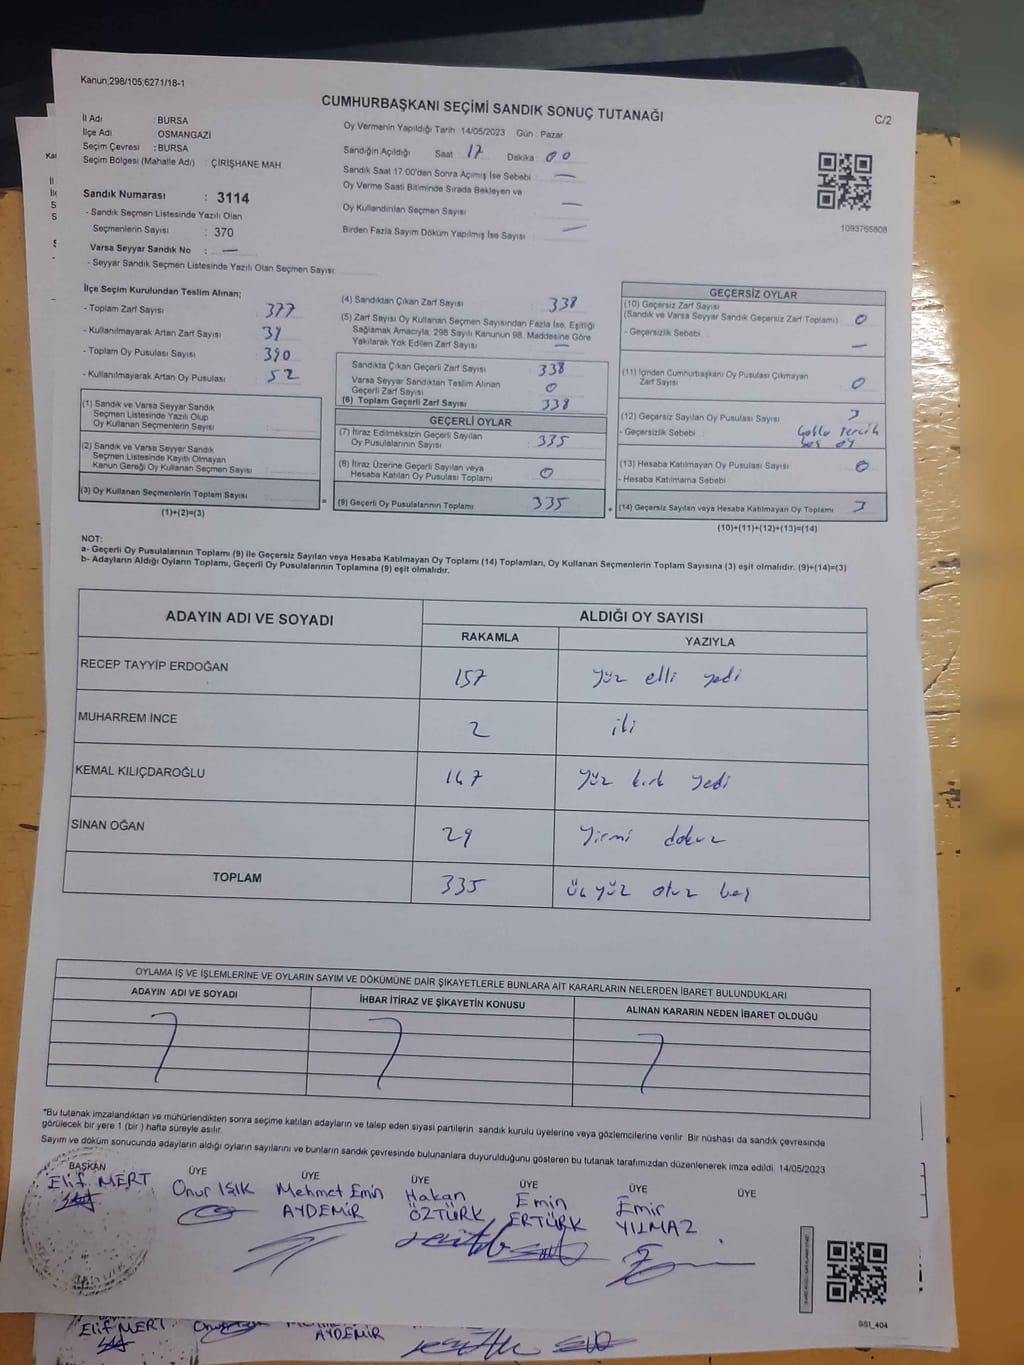 Kanun;298/105;6271/18-1
CUMHURBAŞKANI SEÇİMİ SANDIK SONUÇ TUTANAĞI
C/2
İl Adı : BURSA
İlçe Adı : OSMANGAZİ
Seçim Çevresi : BURSA
Seçim Bölgesi (Mahalle Adı) : ÇİRİŞHANE MAH.
Sandık Numarası : 3114
- Sandık Seçmen Listesinde Yazılı Olan
Seçmenlerin Sayısı : 370
Varsa Seyyar Sandık No : —
- Seyyar Sandık Seçmen Listesinde Yazılı Olan Seçmen Sayısı:
Oy Vermenin Yapıldığı Tarih 14/05/2023 Gün : Pazar
Sandığın Açıldığı Saat 17 Dakika 00
Sandık Saat 17:00'den Sonra Açımış İse Sebebi —
Oy Verme Saati Bitiminde Sırada Bekleyen ve
Oy Kullandırılan Seçmen Sayısı —
Birden Fazla Sayım Döküm Yapılmış İse Sayısı —
1093765808
İlçe Seçim Kurulundan Teslim Alınan;
- Toplam Zarf Sayısı 377
- Kullanılmayarak Artan Zarf Sayısı 39
- Toplam Oy Pusulası Sayısı 390
- Kullanılmayarak Artan Oy Pusulası 52
(1) Sandık ve Varsa Seyyar Sandık
Seçmen Listesinde Yazılı Olup
Oy Kullanan Seçmenlerin Sayısı :
(2) Sandık ve Varsa Seyyar Sandık
Seçmen Listesinde Kayıtlı Olmayan
Kanun Gereği Oy Kullanan Seçmen Sayısı :
(3) Oy Kullanan Seçmenlerin Toplam Sayısı
(1)+(2)=(3)
(4) Sandıktan Çıkan Zarf Sayısı 338
(5) Zarf Sayısı Oy Kullanan Seçmen Sayısından Fazla İse, Eşitliği
Sağlamak Amacıyla; 298 Sayılı Kanunun 98. Maddesine Göre
Yakılarak Yok Edilen Zarf Sayısı —
Sandıkta Çıkan Geçerli Zarf Sayısı 338
Varsa Seyyar Sandıktan Teslim Alınan
Geçerli Zarf Sayısı 0
(6) Toplam Geçerli Zarf Sayısı 338
GEÇERLİ OYLAR
(7) İtiraz Edilmeksizin Geçerli Sayılan
Oy Pusulalarının Sayısı 335
(8) İtiraz Üzerine Geçerli Sayılan veya
Hesaba Katılan Oy Pusulası Toplamı 0
= (9) Geçerli Oy Pusulalarının Toplamı 335
GEÇERSİZ OYLAR
(10) Geçersiz Zarf Sayısı
(Sandık ve Varsa Seyyar Sandık Geçersiz Zarf Toplamı) 0
- Geçersizlik Sebebi —
(11) İçinden Cumhurbaşkanı Oy Pusulası Çıkmayan
Zarf Sayısı 0
(12) Geçersiz Sayılan Oy Pusulası Sayısı 3
- Geçersizlik Sebebi : Çoklu tercih
boş oy
(13) Hesaba Katılmayan Oy Pusulası Sayısı 0
- Hesaba Katılmama Sebebi
+ (14) Geçersiz Sayılan veya Hesaba Katılmayan Oy Toplamı 3
(10)+(11)+(12)+(13)=(14)
NOT:
a- Geçerli Oy Pusulalarının Toplamı (9) ile Geçersiz Sayılan veya Hesaba Katılmayan Oy Toplamı (14) Toplamları, Oy Kullanan Seçmenlerin Toplam Sayısına (3) eşit olmalıdır. (9)+(14)=(3)
b- Adayların Aldığı Oyların Toplamı, Geçerli Oy Pusulalarının Toplamına (9) eşit olmalıdır.
ADAYIN ADI VE SOYADI
ALDIĞI OY SAYISI
RAKAMLA YAZIYLA
RECEP TAYYİP ERDOĞAN 157 yüz elli yedi
MUHARREM İNCE 2 iki
KEMAL KILIÇDAROĞLU 147 yüz kırk yedi
SİNAN OĞAN 29 yirmi dokuz
TOPLAM 335 üç yüz otuz beş
OYLAMA İŞ VE İŞLEMLERİNE VE OYLARIN SAYIM VE DÖKÜMÜNE DAİR ŞİKAYETLERLE BUNLARA AİT KARARLARIN NELERDEN İBARET BULUNDUKLARI
ADAYIN ADI VE SOYADI
İHBAR İTİRAZ VE ŞİKAYETİN KONUSU
ALINAN KARARIN NEDEN İBARET OLDUĞU
*Bu tutanak imzalandıktan ve mühürlendikten sonra seçime katılan adayların ve talep eden siyasi partilerin sandık kurulu üyelerine veya gözlemcilerine verilir Bir nüshası da sandık çevresinde
görülecek bir yere 1 (bir ) hafta süreyle asılır.
Sayım ve döküm sonucunda adayların aldığı oyların sayılarını ve bunların sandık çevresinde bulunanlara duyurulduğunu gösteren bu tutanak tarafımızdan düzenlenerek imza edildi. 14/05/2023
BAŞKAN ÜYE ÜYE ÜYE ÜYE ÜYE ÜYE
Elif MERT Onur IŞIK Mehmet Emin Hakan Emin Emir
AYDEMİR ÖZTÜRK ERTÜRK YILMAZ
SSI_404
Elif MERT
AYDEMİR